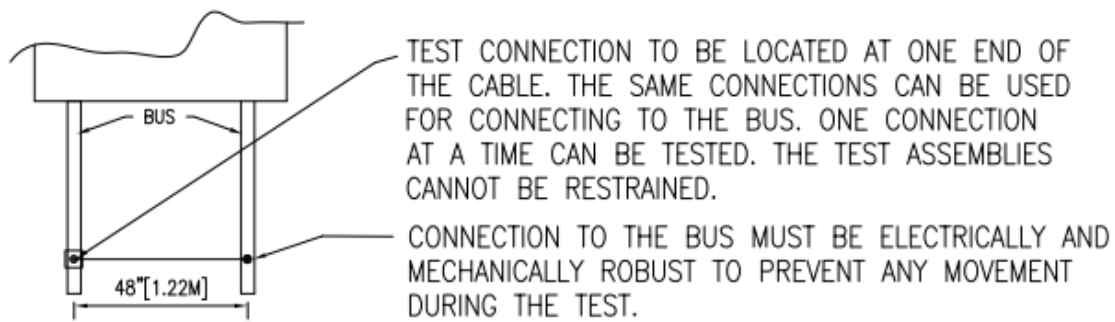 TEST CONNECTION TO BE LOCATED AT ONE END OF
THE CABLE. THE SAME CONNECTIONS CAN BE USED
FOR CONNECTING TO THE BUS. ONE CONNECTION
AT A TIME CAN BE TESTED. THE TEST ASSEMBLIES
CANNOT BE RESTRAINED.
BUS
CONNECTION TO THE BUS MUST BE ELECTRICALLY AND
MECHANICALLY ROBUST TO PREVENT ANY MOVEMENT
DURING THE TEST.
48"[1.22M]